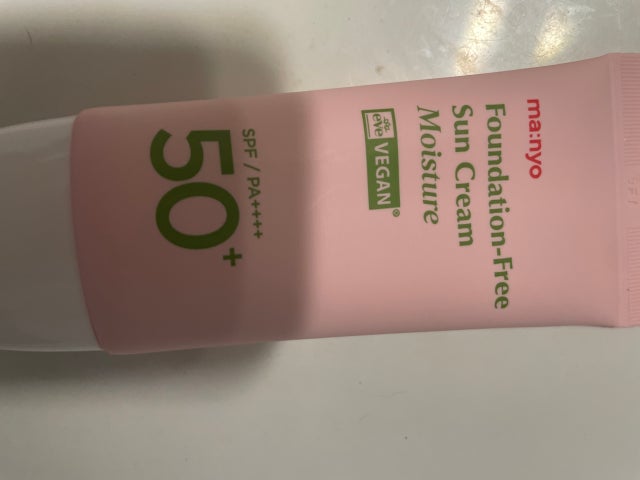 ma:nyo
Foundation-Free
Sun Cream
Moisture
eve VEGAN®
SPF / PA++++
50+